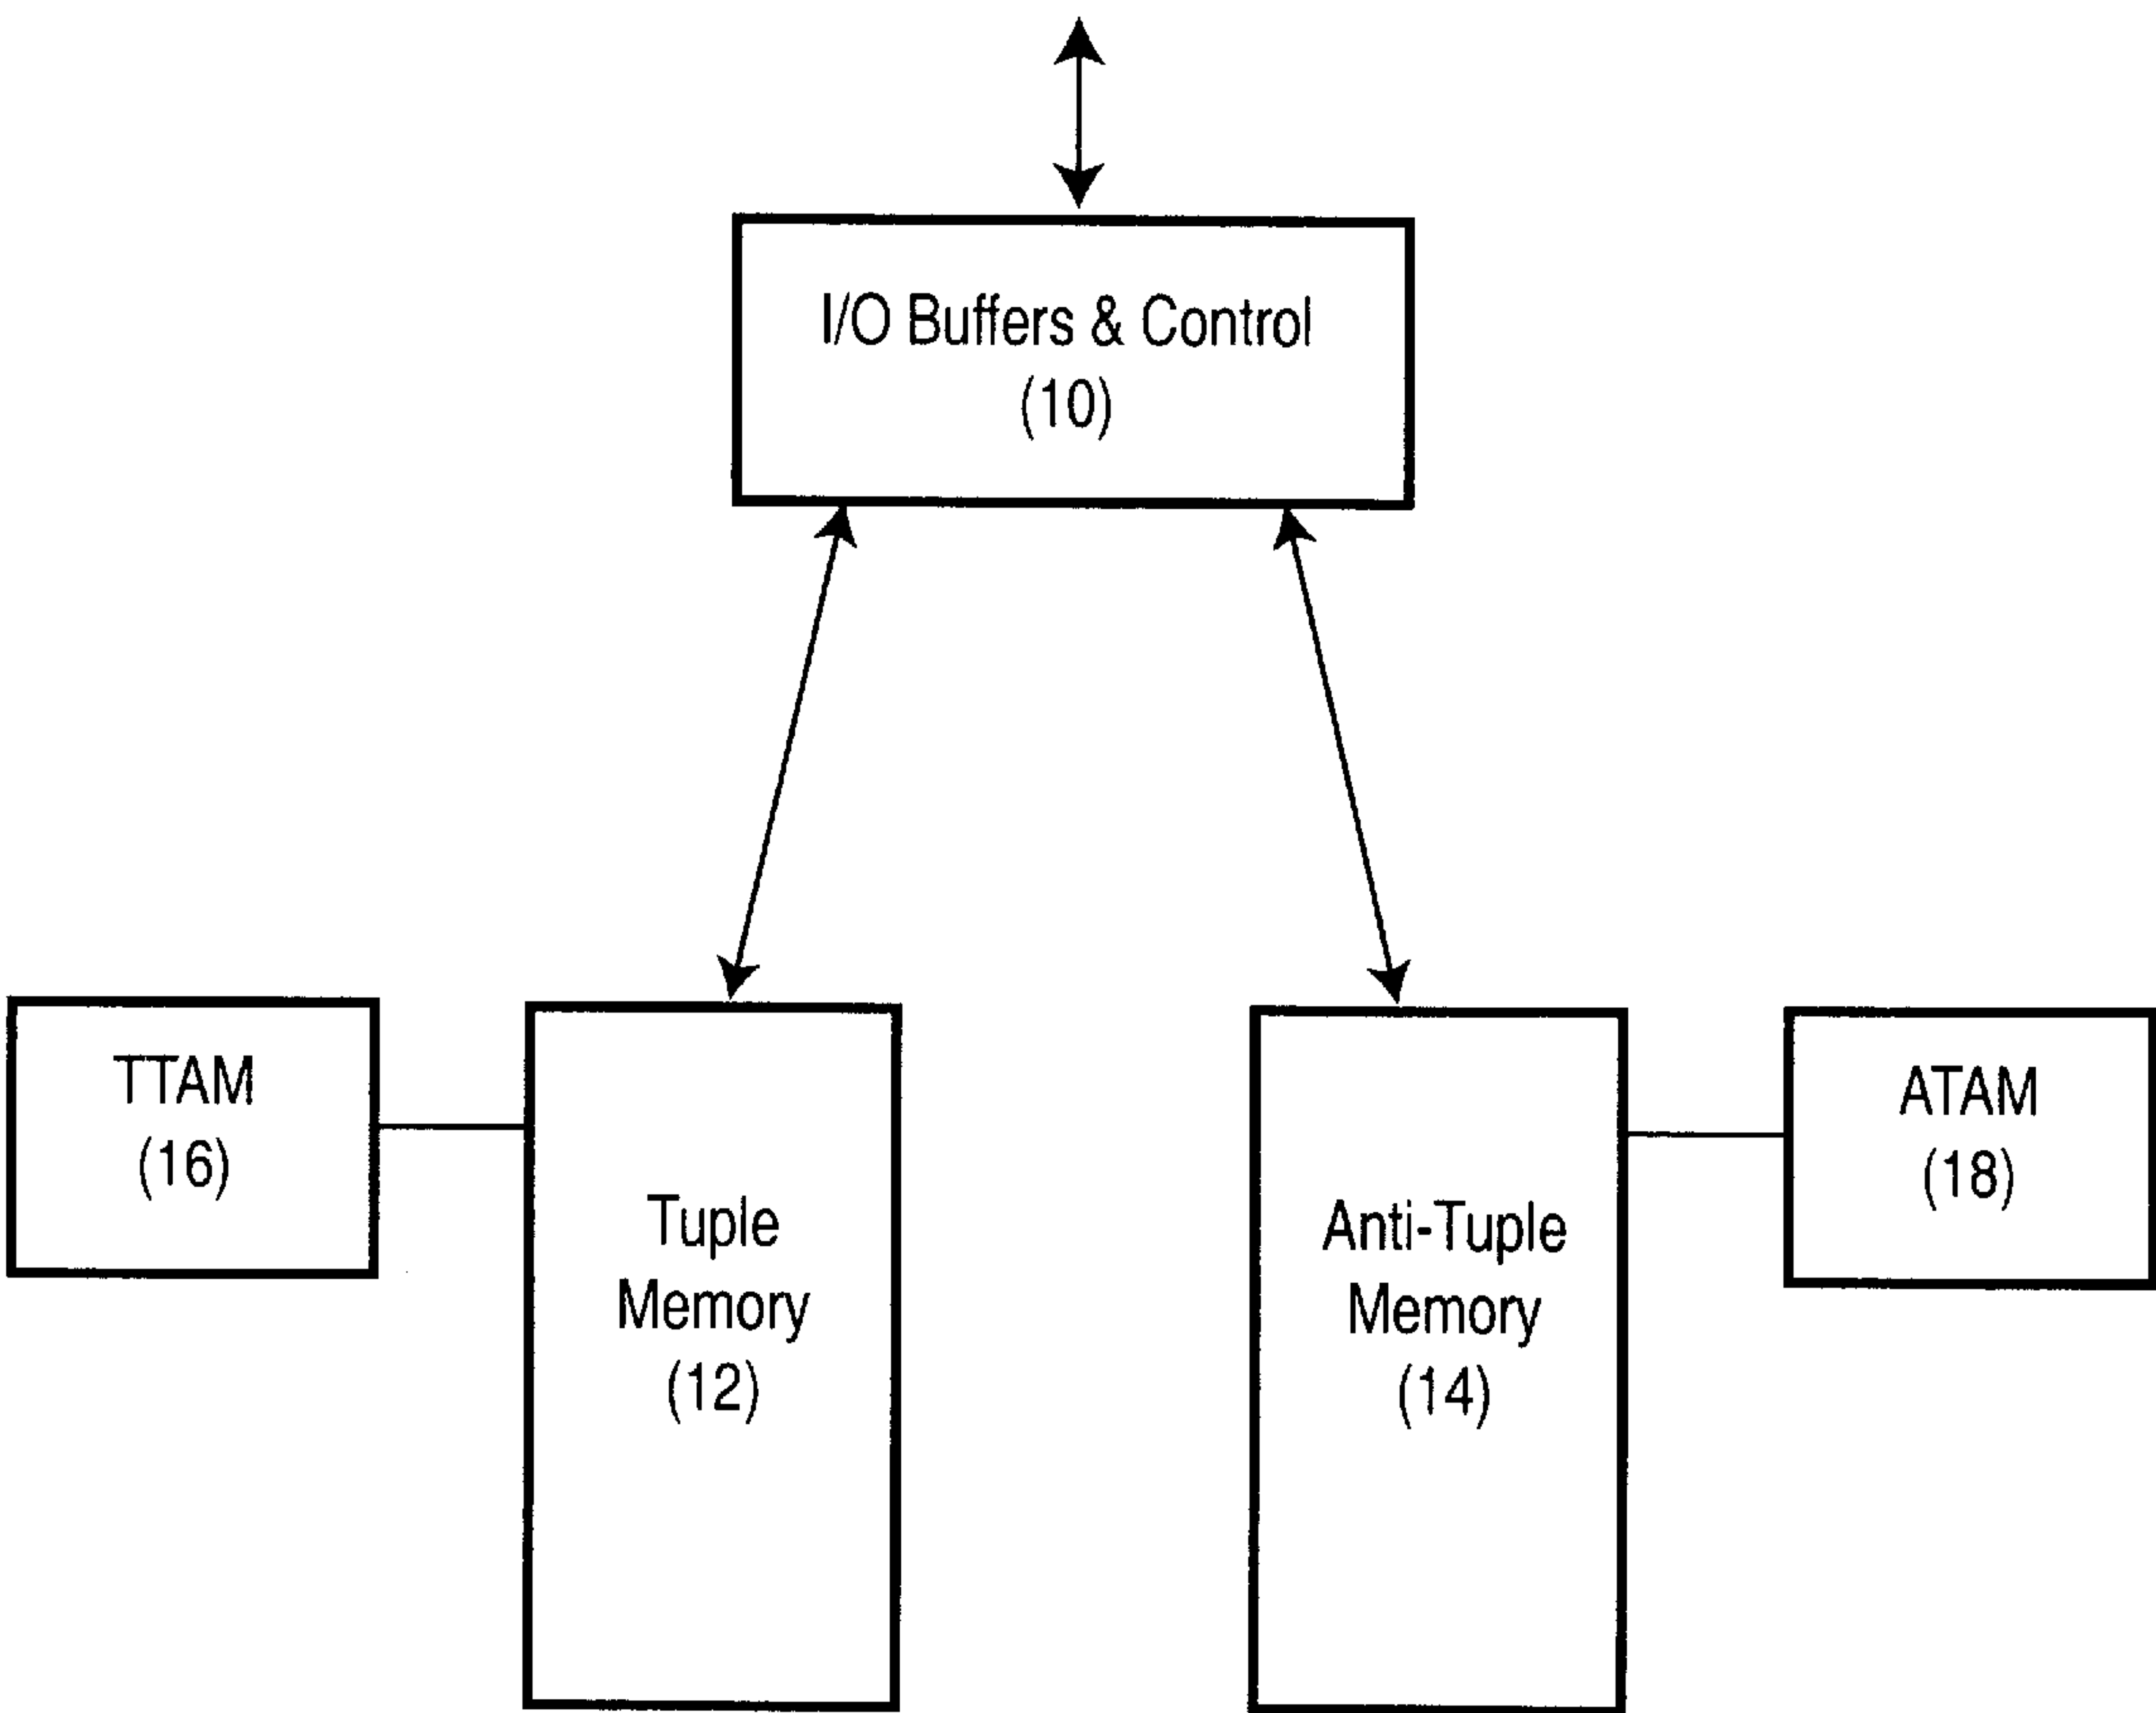 I/O Buffers & Control
(10)
TTAM
(16)
Tuple
Memory
(12)
Anti-Tuple
Memory
(14)
ATAM
(18)